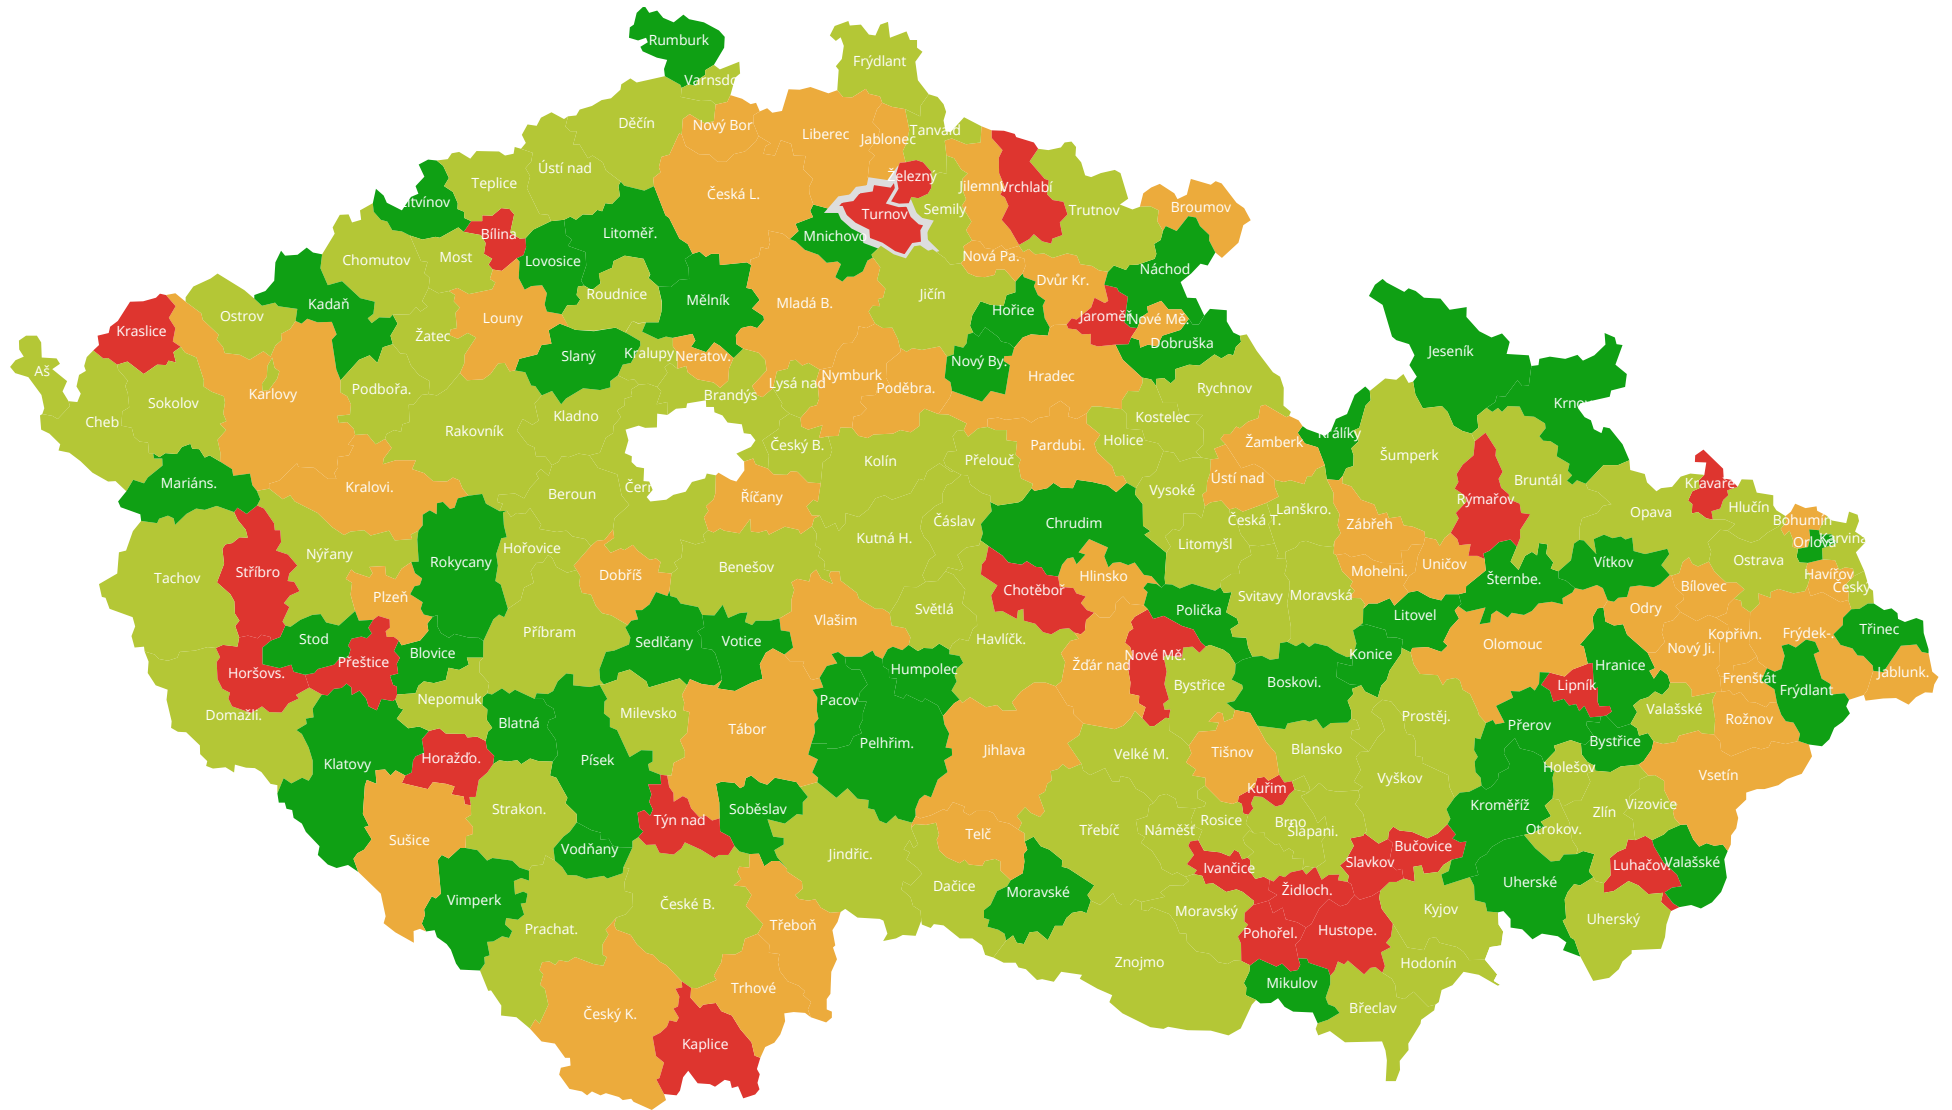 Rumburk
Varnsdo
Frýdlant
Děčín
Nový Bor
Liberec
Jablonec
Tanvald
Ústí nad
Teplice
Železný
Jilemni
Vrchlabí
Česká L.
Litvínov
Semily
Turnov
Trutnov
Broumov
Bílina
Litoměř.
Mnichovo
Most
Chomutov
Lovosice
Nová Pa.
Náchod
Dvůr Kr.
Roudnice
Jičín
Kadaň
Mělník
Mladá B.
Hořice
Ostrov
Louny
Jaroměř
Nové Mě.
Kraslice
Žatec
Dobruška
Jeseník
Slaný
Kralupy
Neratov.
Nový By.
Aš
Nymburk
Hradec
Lysá nad
Poděbra.
Rychnov
Podbořa.
Karlovy
Brandýs
Sokolov
Krnov
Kladno
Kostelec
Cheb
Rakovník
Králíky
Holice
Žamberk
Český B.
Pardubi.
Šumperk
Kolín
Přelouč
Ústí nad
Bruntál
Mariáns.
Kralovi.
Kravaře
Beroun
Čern
Vysoké
Říčany
Rýmařov
Hlučín
Lanškro.
Opava
Česká T.
Bohumín
Čáslav
Chrudim
Zábřeh
Kutná H.
Karviná
Orlová
Litomyšl
Hořovice
Nýřany
Ostrava
Rokycany
Vítkov
Uničov
Benešov
Stříbro
Mohelni.
Dobříš
Hlinsko
Havířov
Tachov
Šternbe.
Bílovec
Český
Chotěboř
Plzeň
Svitavy
Moravská
Světlá
Polička
Odry
Litovel
Vlašim
Třinec
Příbram
Kopřivn.
Frýdek-.
Stod
Havlíčk.
Sedlčany
Votice
Olomouc
Nový Ji.
Blovice
Nové Mě.
Konice
Přeštice
Žďár nad
Hranice
Humpolec
Horšovs.
Jablunk.
Frenštát
Boskovi.
Bystřice
Lipník
Frýdlant
Nepomuk
Pacov
Valašské
Milevsko
Domažli.
Prostěj.
Rožnov
Blatná
Přerov
Tábor
Pelhřim.
Bystřice
Jihlava
Tišnov
Blansko
Velké M.
Horažďo.
Písek
Klatovy
Holešov
Vsetín
Vyškov
Kuřim
Vizovice
Kroměříž
Strakon.
Soběslav
Zlín
Týn nad
Rosice
Brno
Otrokov.
Třebíč
Náměšť
Šlapani.
Telč
Sušice
Bučovice
Vodňany
Jindřic.
Slavkov
Valašské
Luhačov.
Ivančice
Uherské
Dačice
Židloch.
Moravské
Vimperk
České B.
Moravský
Kyjov
Uherský
Třeboň
Prachat.
Hustope.
Pohořel.
Znojmo
Hodonín
Mikulov
Trhové
Břeclav
Český K.
Kaplice